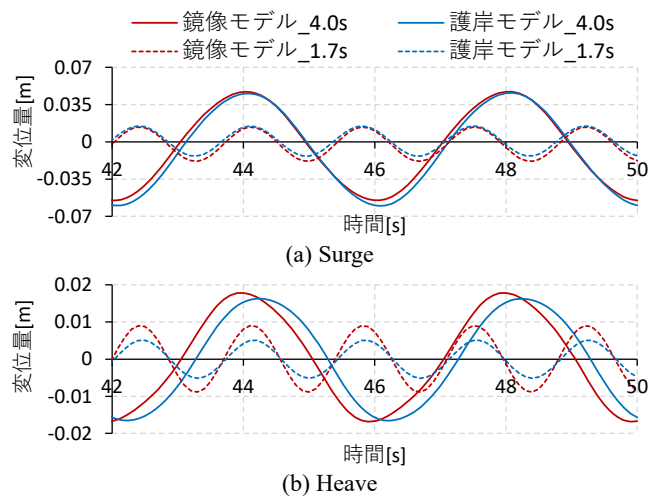 鏡像モデル_4.0s 護岸モデル_4.0s
鏡像モデル_1.7s 護岸モデル_1.7s
変位量[m]
0.07
0.035
0
-0.035
-0.07
42 44 46 48 50
時間[s]
(a) Surge
変位量[m]
0.02
0.01
0
-0.01
-0.02
42 44 46 48 50
時間[s]
(b) Heave